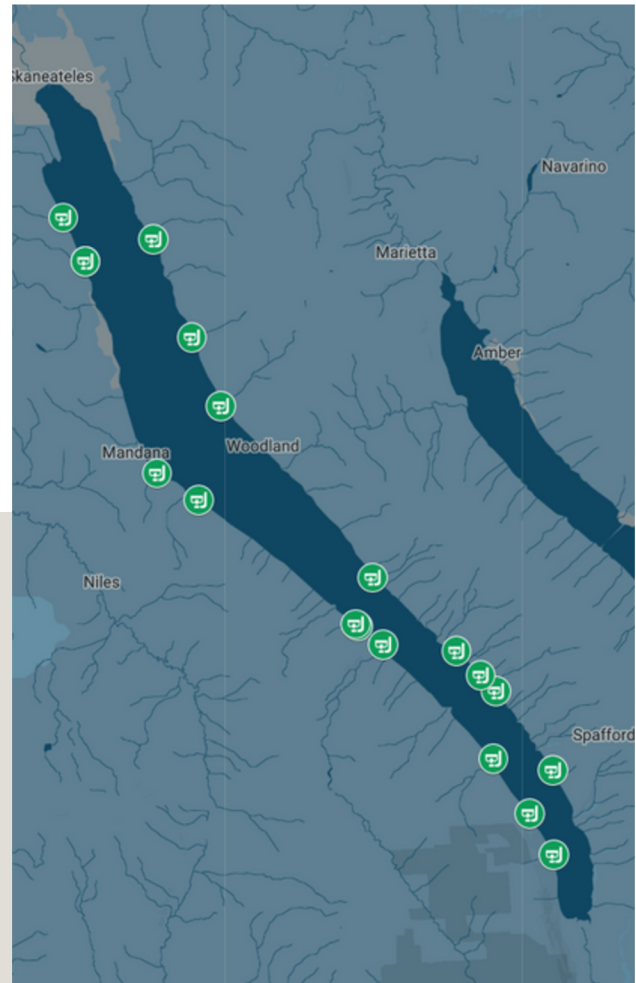 Skaneateles
Navarino
Marietta
Amber
Mandana
Woodland
Niles
Spafford